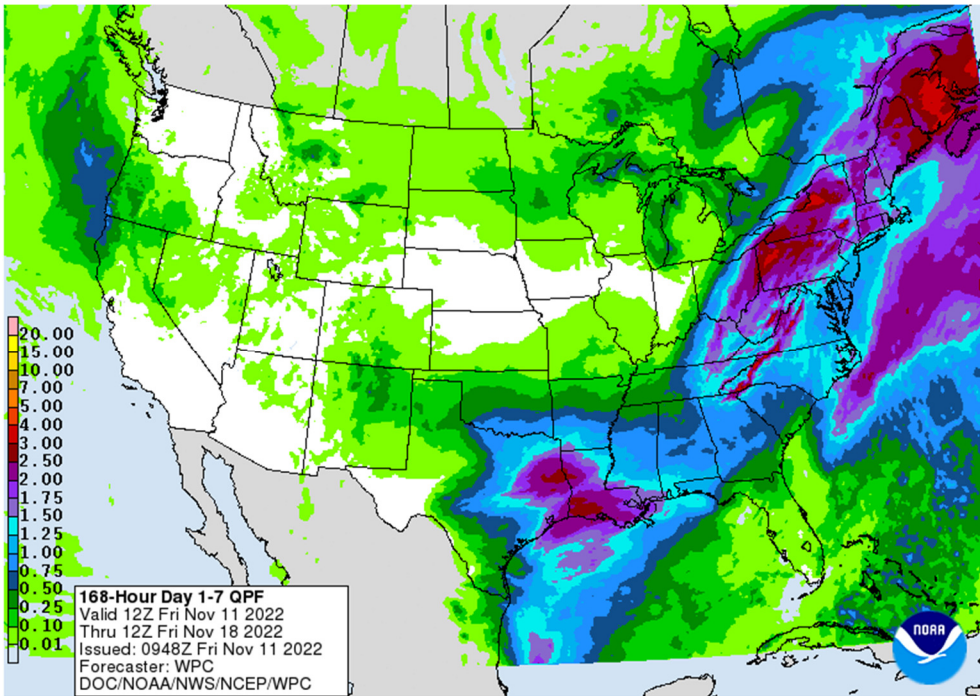 20.00
15.00
10.00
7.00
5.00
4.00
3.00
2.50
2.00
1.75
1.50
1.25
1.00
0.75
0.50
0.25
0.10
0.01
168-Hour Day 1-7 QPF
Valid 12Z Fri Nov 11 2022
Thru 12Z Fri Nov 18 2022
Issued: 0948Z Fri Nov 11 2022
Forecaster: WPC
DOC/NOAA/NWS/NCEP/WPC
NOAA